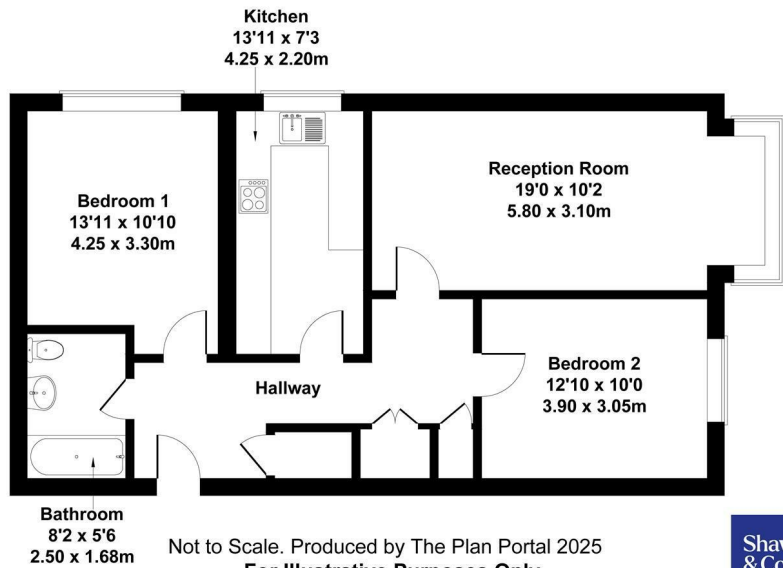 Kitchen
13'11 x 7'3
4.25 x 2.20m
Bedroom 1
13'11 x 10'10
4.25 x 3.30m
Reception Room
19'0 x 10'2
5.80 x 3.10m
Hallway
Bedroom 2
12'10 x 10'0
3.90 x 3.05m
Bathroom
8'2 x 5'6
2.50 x 1.68m
Not to Scale. Produced by The Plan Portal 2025
For Illustrative Purposes Only
& Co